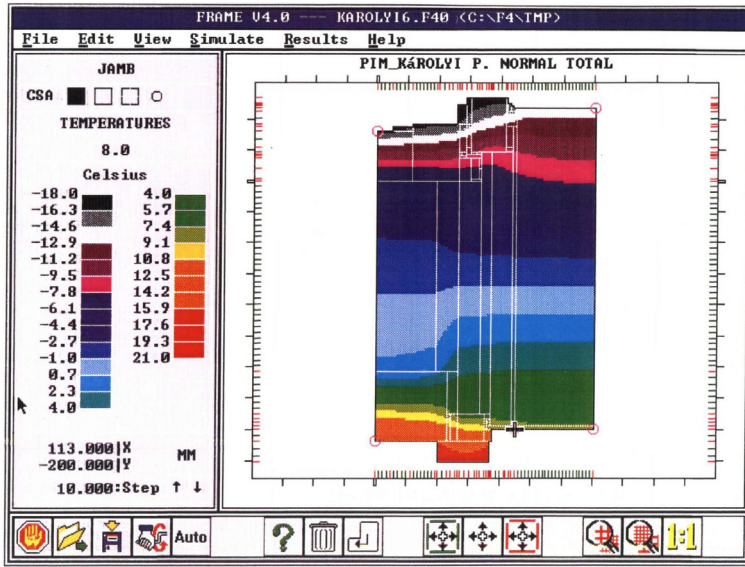 FRAME V4.0 --- KAROLYI6.F40 (C:\F4\TMP)
File Edit View Simulate Results Help
JAMB
CSA
TEMPERATURES
8.0
Celsius
-18.0 4.0
-16.3 5.7
-14.6 7.4
-12.9 9.1
-11.2 10.8
-9.5 12.5
-7.8 14.2
-6.1 15.9
-4.4 17.6
-2.7 19.3
-1.0 21.0
0.7
2.3
4.0
113.000|X
-200.000|Y MM
10.000:Step ↑ ↓
PIM_KáROLYI P. NORMAL TOTAL
Auto ? 1:1